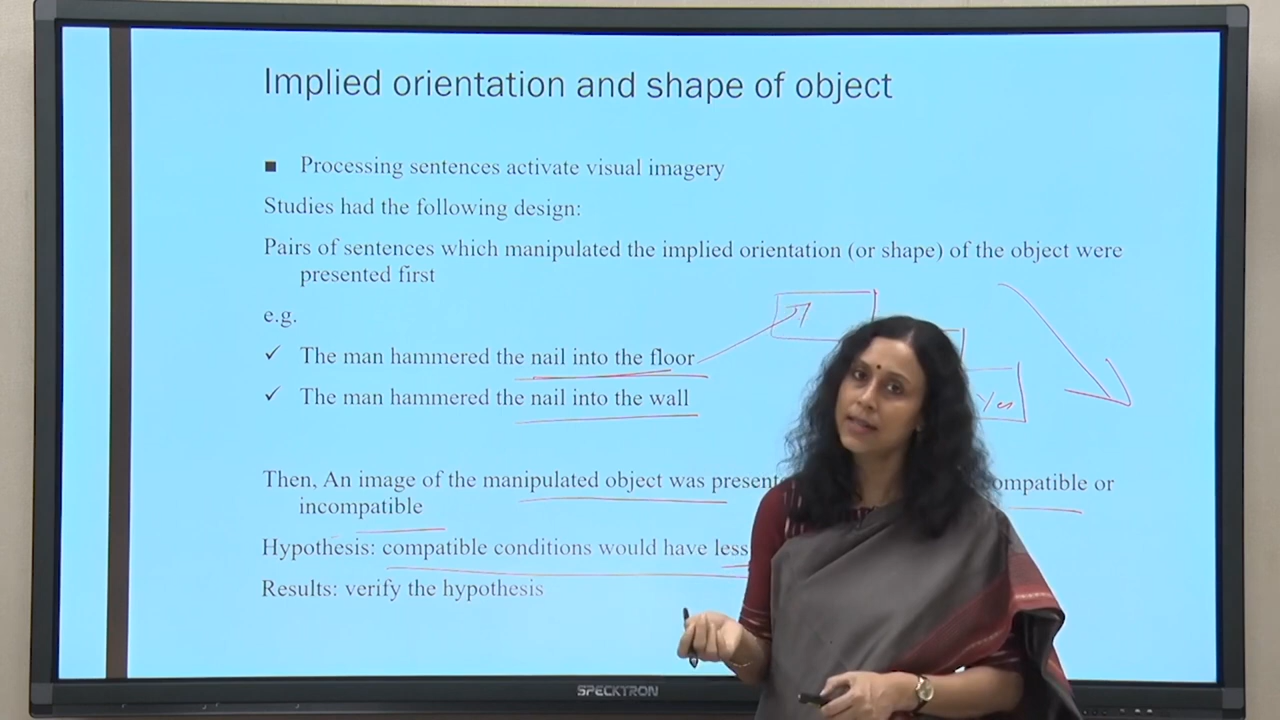 Implied orientation and shape of object
■ Processing sentences activate visual imagery
Studies had the following design:
Pairs of sentences which manipulated the implied orientation (or shape) of the object were
presented first
e.g.
✓ The man hammered the nail into the floor
✓ The man hammered the nail into the wall
Yes
Then, An image of the manipulated object was ompatible or
incompatible
Hypothesis: compatible conditions would have less
Results: verify the hypothesis
SPECKTRON